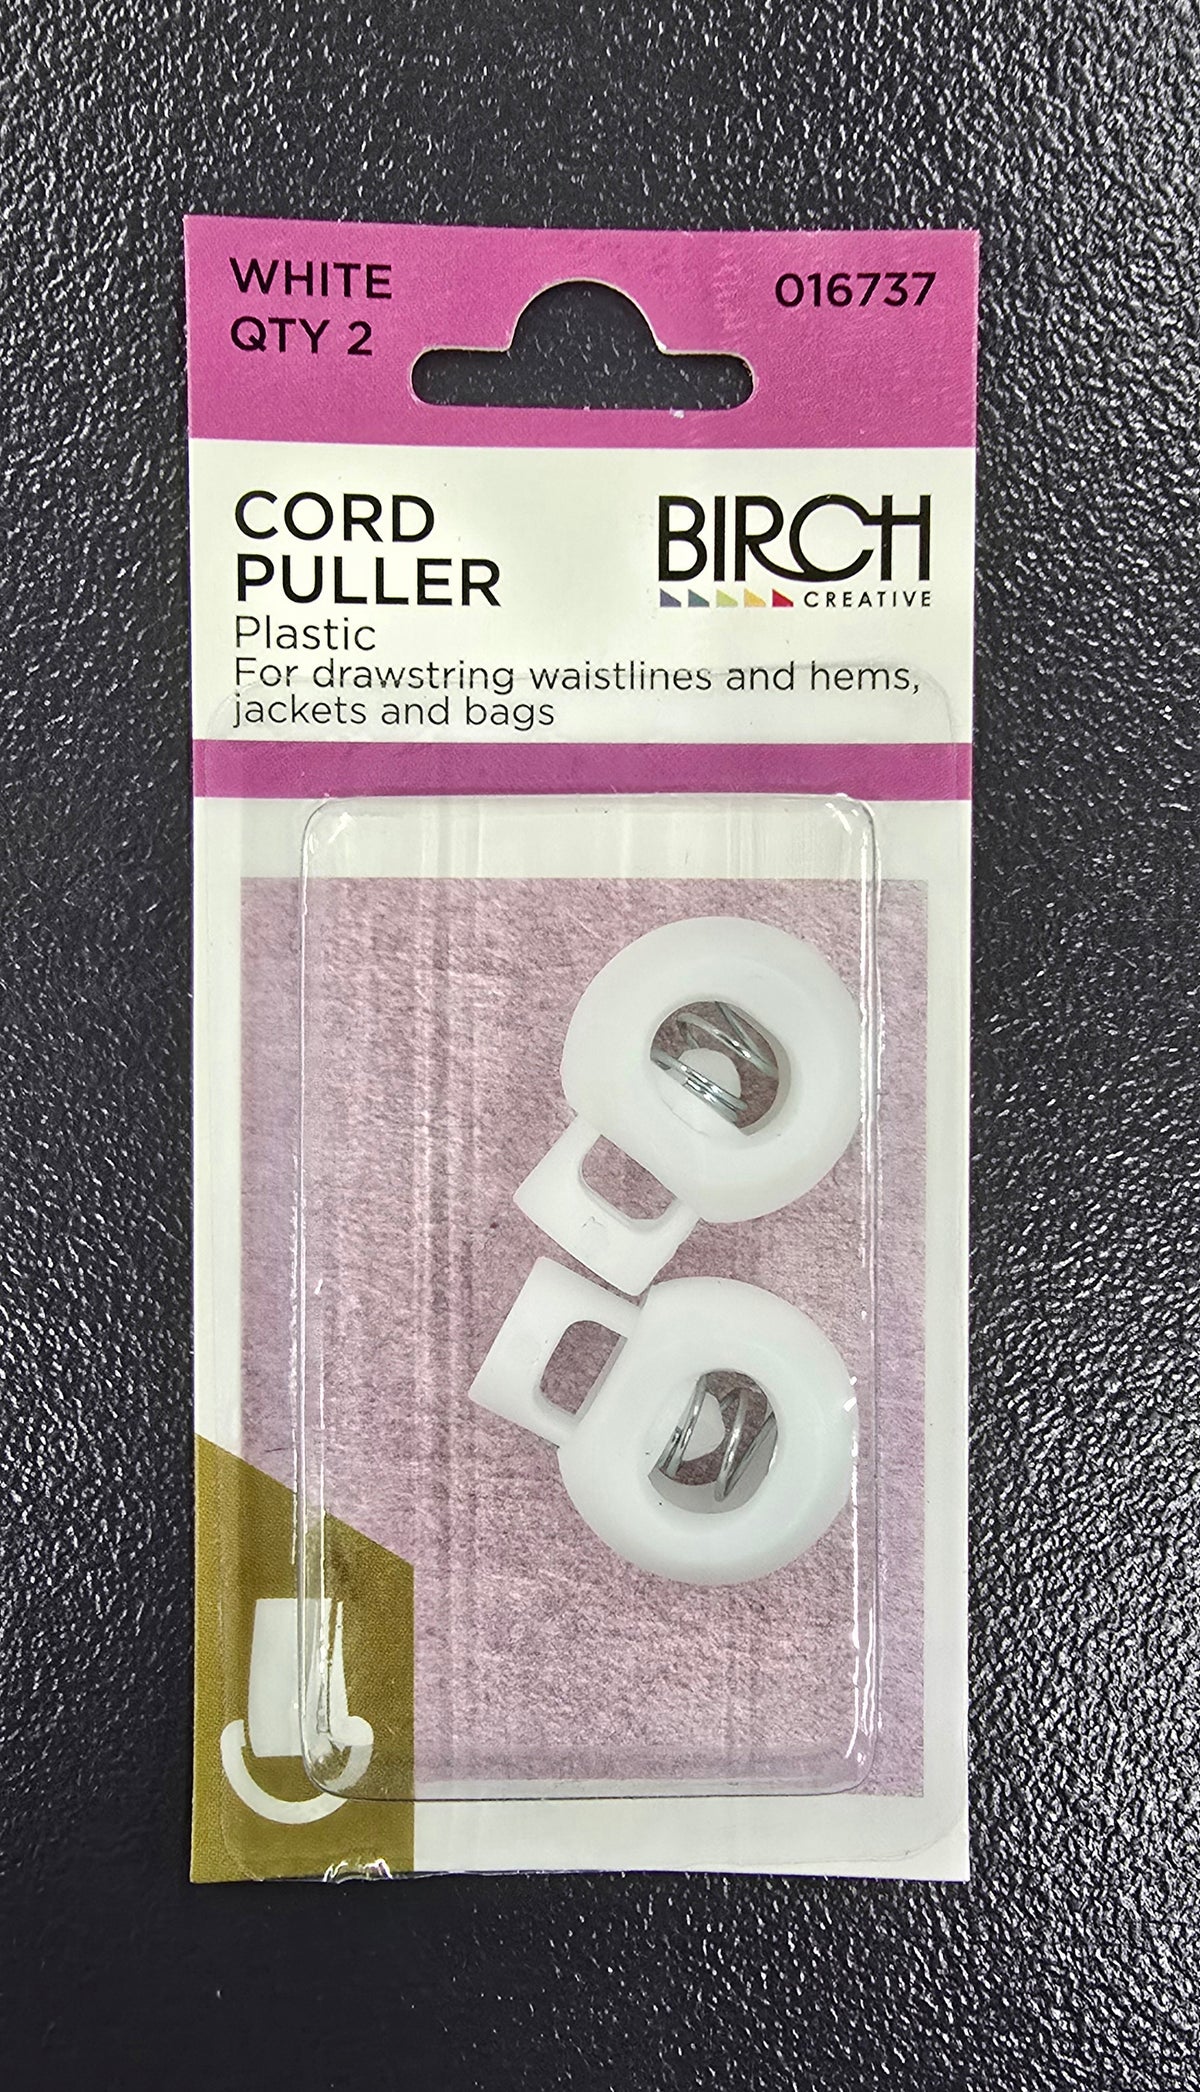 WHITE
QTY 2
016737
CORD
PULLER
Plastic
For drawstring waistlines and hems,
jackets and bags
BIRCH
CREATIVE